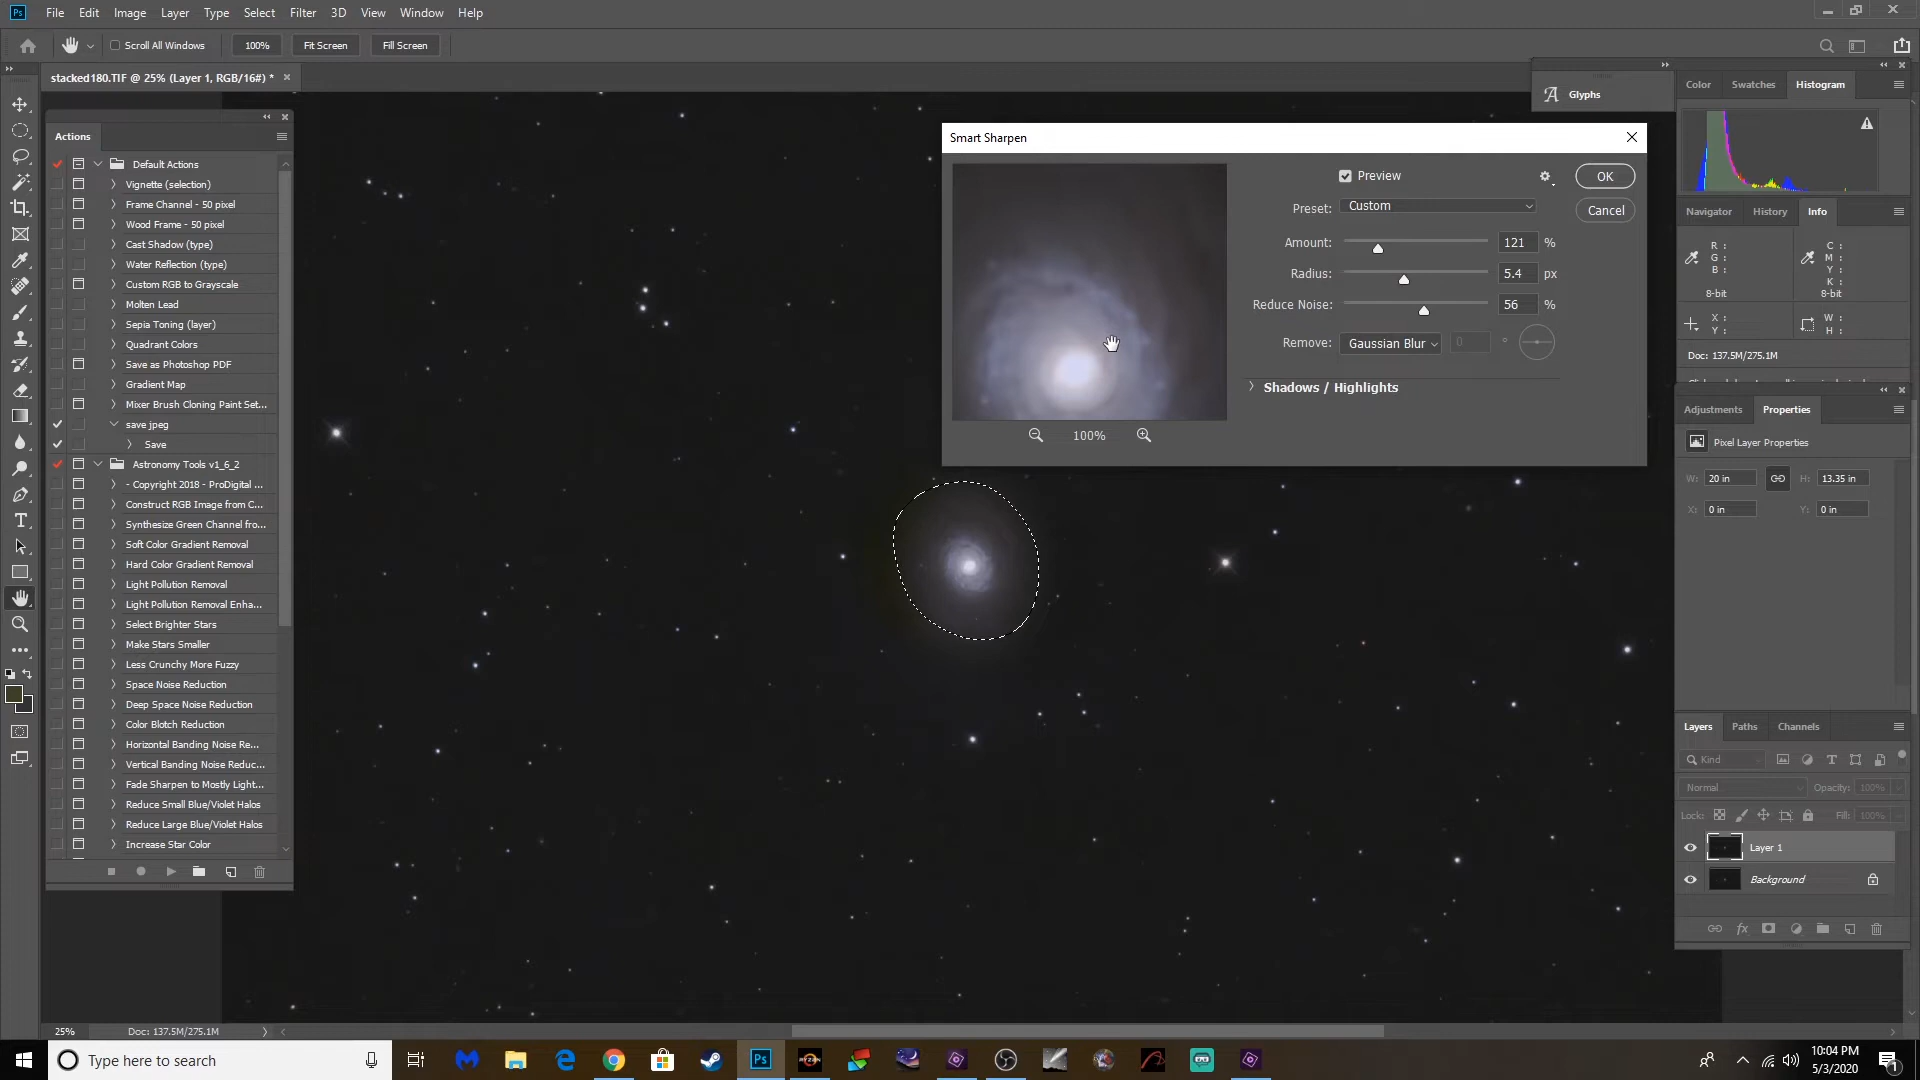 Ps File Edit Image Layer Type Select Filter 3D View Window Help
Scroll All Windows 100% Fit Screen Fill Screen
stacked180.TIF @ 25% (Layer 1, RGB/16#) * ×
Actions
Default Actions
Vignette (selection)
Frame Channel - 50 pixel
Wood Frame - 50 pixel
Cast Shadow (type)
Water Reflection (type)
Custom RGB to Grayscale
Molten Lead
Sepia Toning (layer)
Quadrant Colors
Save as Photoshop PDF
Gradient Map
Mixer Brush Cloning Paint Set...
save jpeg
Save
Astronomy Tools v1_6_2
- Copyright 2018 - ProDigital ...
Construct RGB Image from C...
Synthesize Green Channel fro...
Soft Color Gradient Removal
Hard Color Gradient Removal
Light Pollution Removal
Light Pollution Removal Enha...
Select Brighter Stars
Make Stars Smaller
Less Crunchy More Fuzzy
Space Noise Reduction
Deep Space Noise Reduction
Color Blotch Reduction
Horizontal Banding Noise Re...
Vertical Banding Noise Reduc...
Fade Sharpen to Mostly Light...
Reduce Small Blue/Violet Halos
Reduce Large Blue/Violet Halos
Increase Star Color
Smart Sharpen
Preview
OK
Preset: Custom
Cancel
Amount: 121 %
Radius: 5.4 px
Reduce Noise: 56 %
Remove: Gaussian Blur 0 °
Shadows / Highlights
100%
A Glyphs
Color Swatches Histogram
Navigator History Info
R : C :
G : M :
B : Y :
K :
8-bit 8-bit
X : W :
Y : H :
Doc: 137.5M/275.1M
Adjustments Properties
Pixel Layer Properties
W: 20 in H: 13.35 in
X: 0 in Y: 0 in
Layers Paths Channels
Kind
Normal Opacity: 100%
Lock: Fill: 100%
Layer 1
Background
25% Doc: 137.5M/275.1M
Type here to search
Ps
RYZEN
10:04 PM
5/3/2020
1